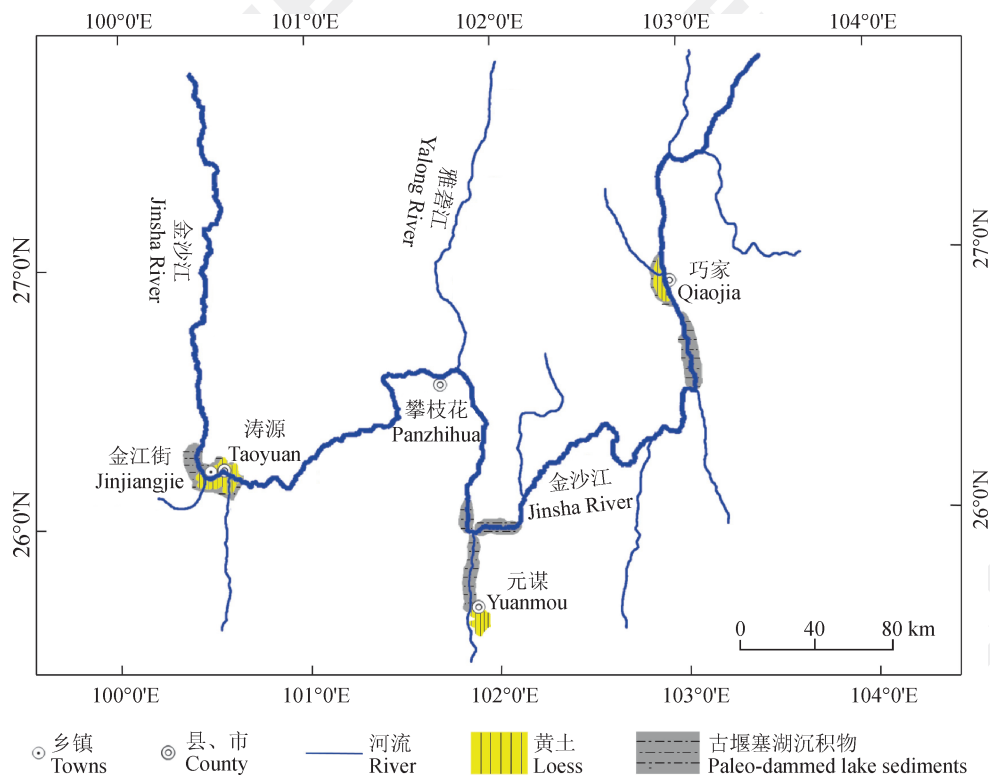 100°0′E 101°0′E 102°0′E 103°0′E 104°0′E
27°0′N
26°0′N
27°0′N
26°0′N
金沙江
Jinsha River
雅砻江
Yalong River
巧家
Qiaojia
攀枝花
Panzhihua
涛源
Taoyuan
金江街
Jinjiangjie
金沙江
Jinsha River
元谋
Yuanmou
0 40 80 km
100°0′E 101°0′E 102°0′E 103°0′E 104°0′E
乡镇
Towns
县、市
County
河流
River
黄土
Loess
古堰塞湖沉积物
Paleo-dammed lake sediments